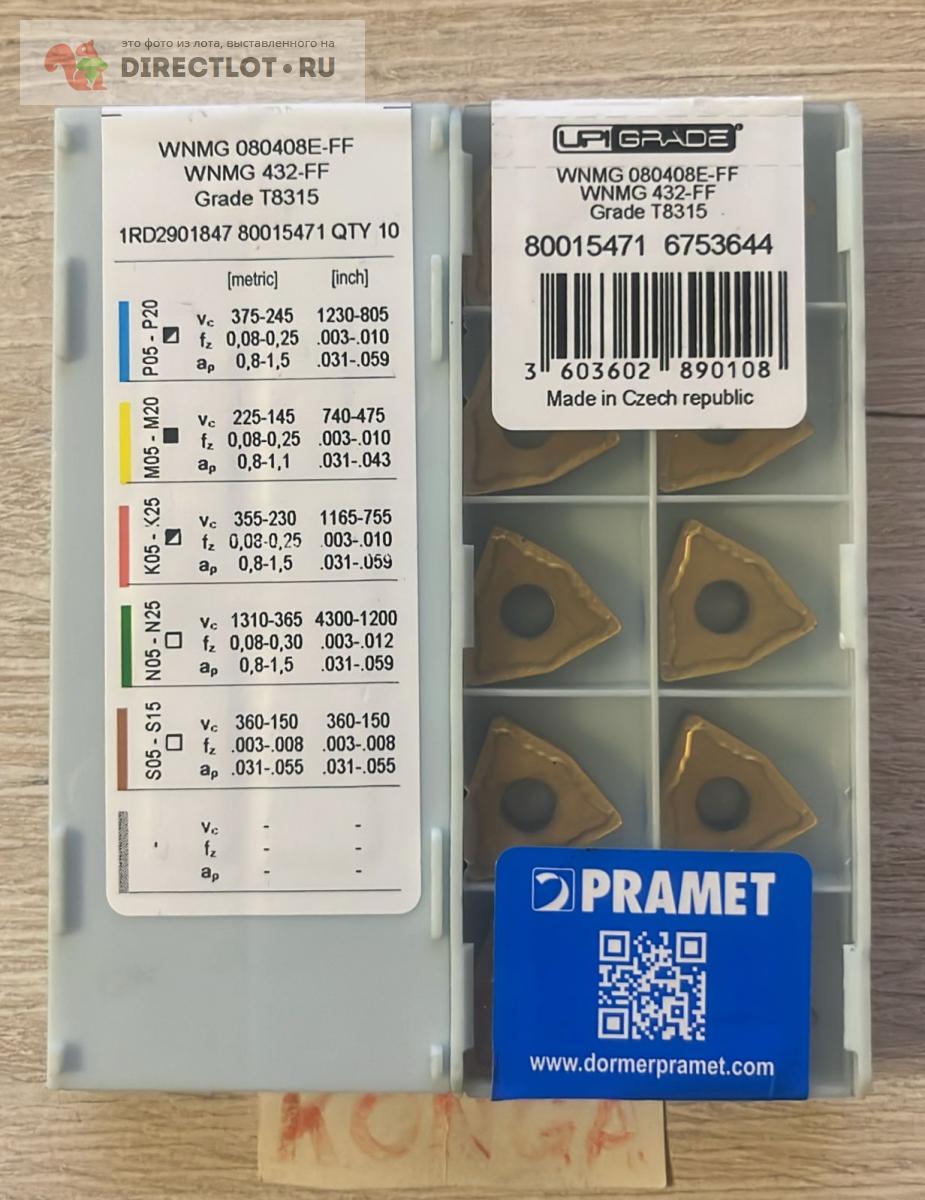 это фото из лота, выставленного на
DIRECTLOT.RU
WNMG 080408E-FF
WNMG 432-FF
Grade T8315
1RD2901847 80015471 QTY 10
[metric] [inch]
P05 - P20
vc 375-245 1230-805
fz 0,08-0,25 .003-.010
ap 0,8-1,5 .031-.059
M05 - M20
vc 225-145 740-475
fz 0,08-0,25 .003-.010
ap 0,8-1,1 .031-.043
K05 - K25
vc 355-230 1165-755
fz 0,08-0,25 .003-.010
ap 0,8-1,5 .031-.059
N05 - N25
vc 1310-365 4300-1200
fz 0,08-0,30 .003-.012
ap 0,8-1,5 .031-.059
S05 - S15
vc 360-150 360-150
fz .003-.008 .003-.008
ap .031-.055 .031-.055
-
vc - -
fz - -
ap - -
UP!GRADE®
WNMG 080408E-FF
WNMG 432-FF
Grade T8315
80015471 6753644
3 603602 890108
Made in Czech republic
PRAMET
www.dormerpramet.com
KONGA.